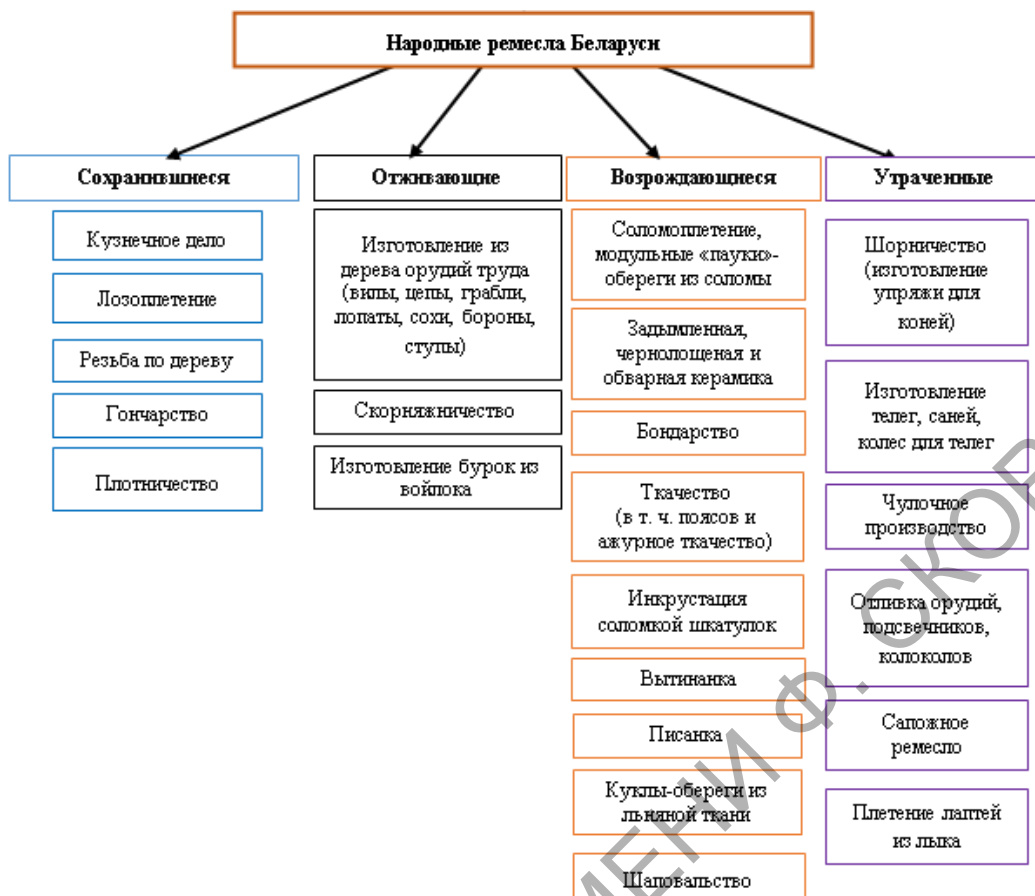 Народные ремесла Беларуси
Сохранившиеся
Кузнечное дело
Лозоплетение
Резьба по дереву
Гончарство
Плотничество
Отживающие
Изготовление из
дерева орудий труда
(вилы, цепы, грабли,
лопаты, сохи, бороны,
ступы)
Скорняжничество
Изготовление бурок из
войлока
Возрождающиеся
Соломоплетение,
модульные «пауки»-
обереги из соломы
Задымленная,
чернолощеная и
обварная керамика
Бондарство
Ткачество
(в т. ч. поясов и
ажурное ткачество)
Инкрустация
соломкой шкатулок
Вытинанка
Писанка
Куклы-обереги из
льняной ткани
Шаповальство
Утраченные
Шорничество
(изготовление
упряжи для
коней)
Изготовление
телег, саней,
колес для телег
Чулочное
производство
Отливка орудий,
подсвечников,
колоколов
Сапожное
ремесло
Плетение лаптей
из лыка
Ф.